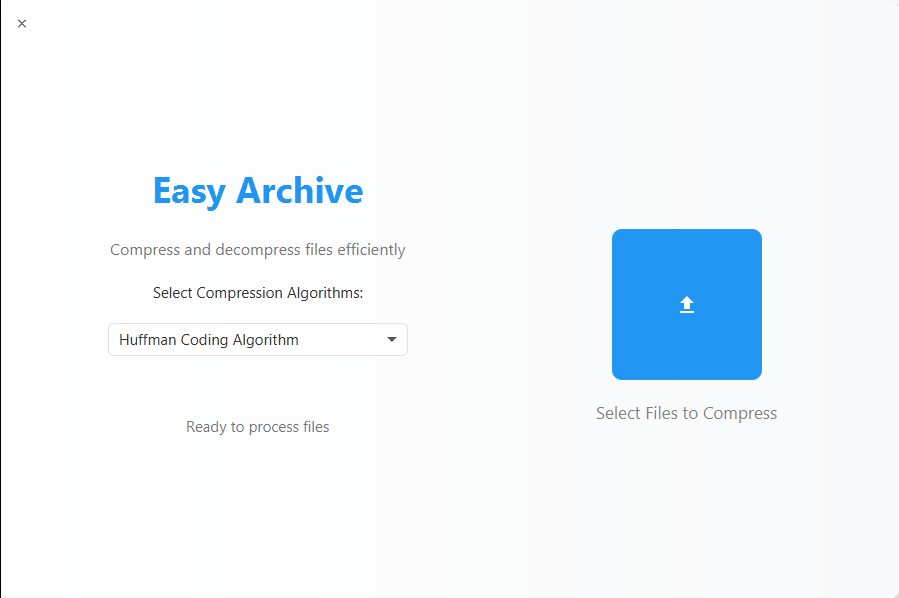 Easy Archive
Compress and decompress files efficiently
Select Compression Algorithms:
Huffman Coding Algorithm
Ready to process files
Select Files to Compress